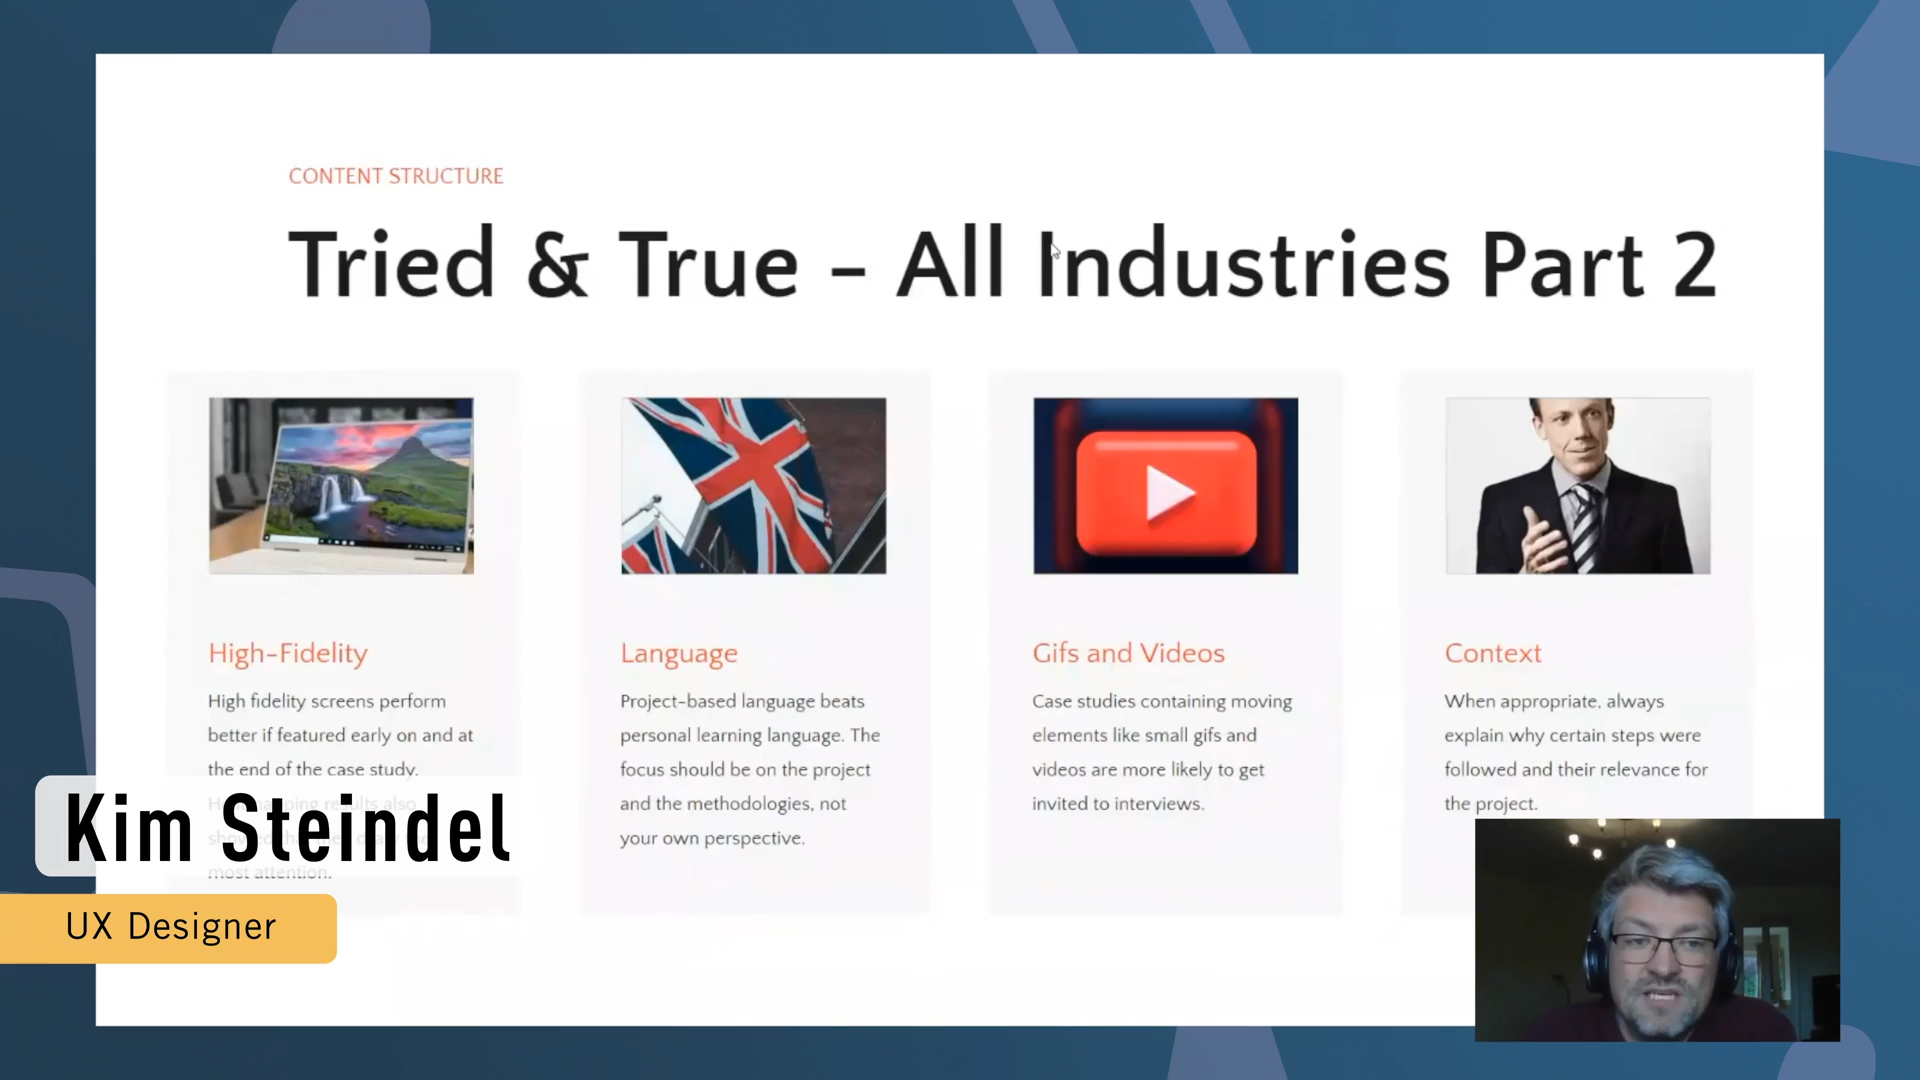 CONTENT STRUCTURE
Tried & True – All Industries Part 2
High-Fidelity
High fidelity screens perform
better if featured early on and at
the end of the case study.
results also
most attention.
Language
Project-based language beats
personal learning language. The
focus should be on the project
and the methodologies, not
your own perspective.
Gifs and Videos
Case studies containing moving
elements like small gifs and
videos are more likely to get
invited to interviews.
Context
When appropriate, always
explain why certain steps were
followed and their relevance for
the project.
Kim Steindel
UX Designer